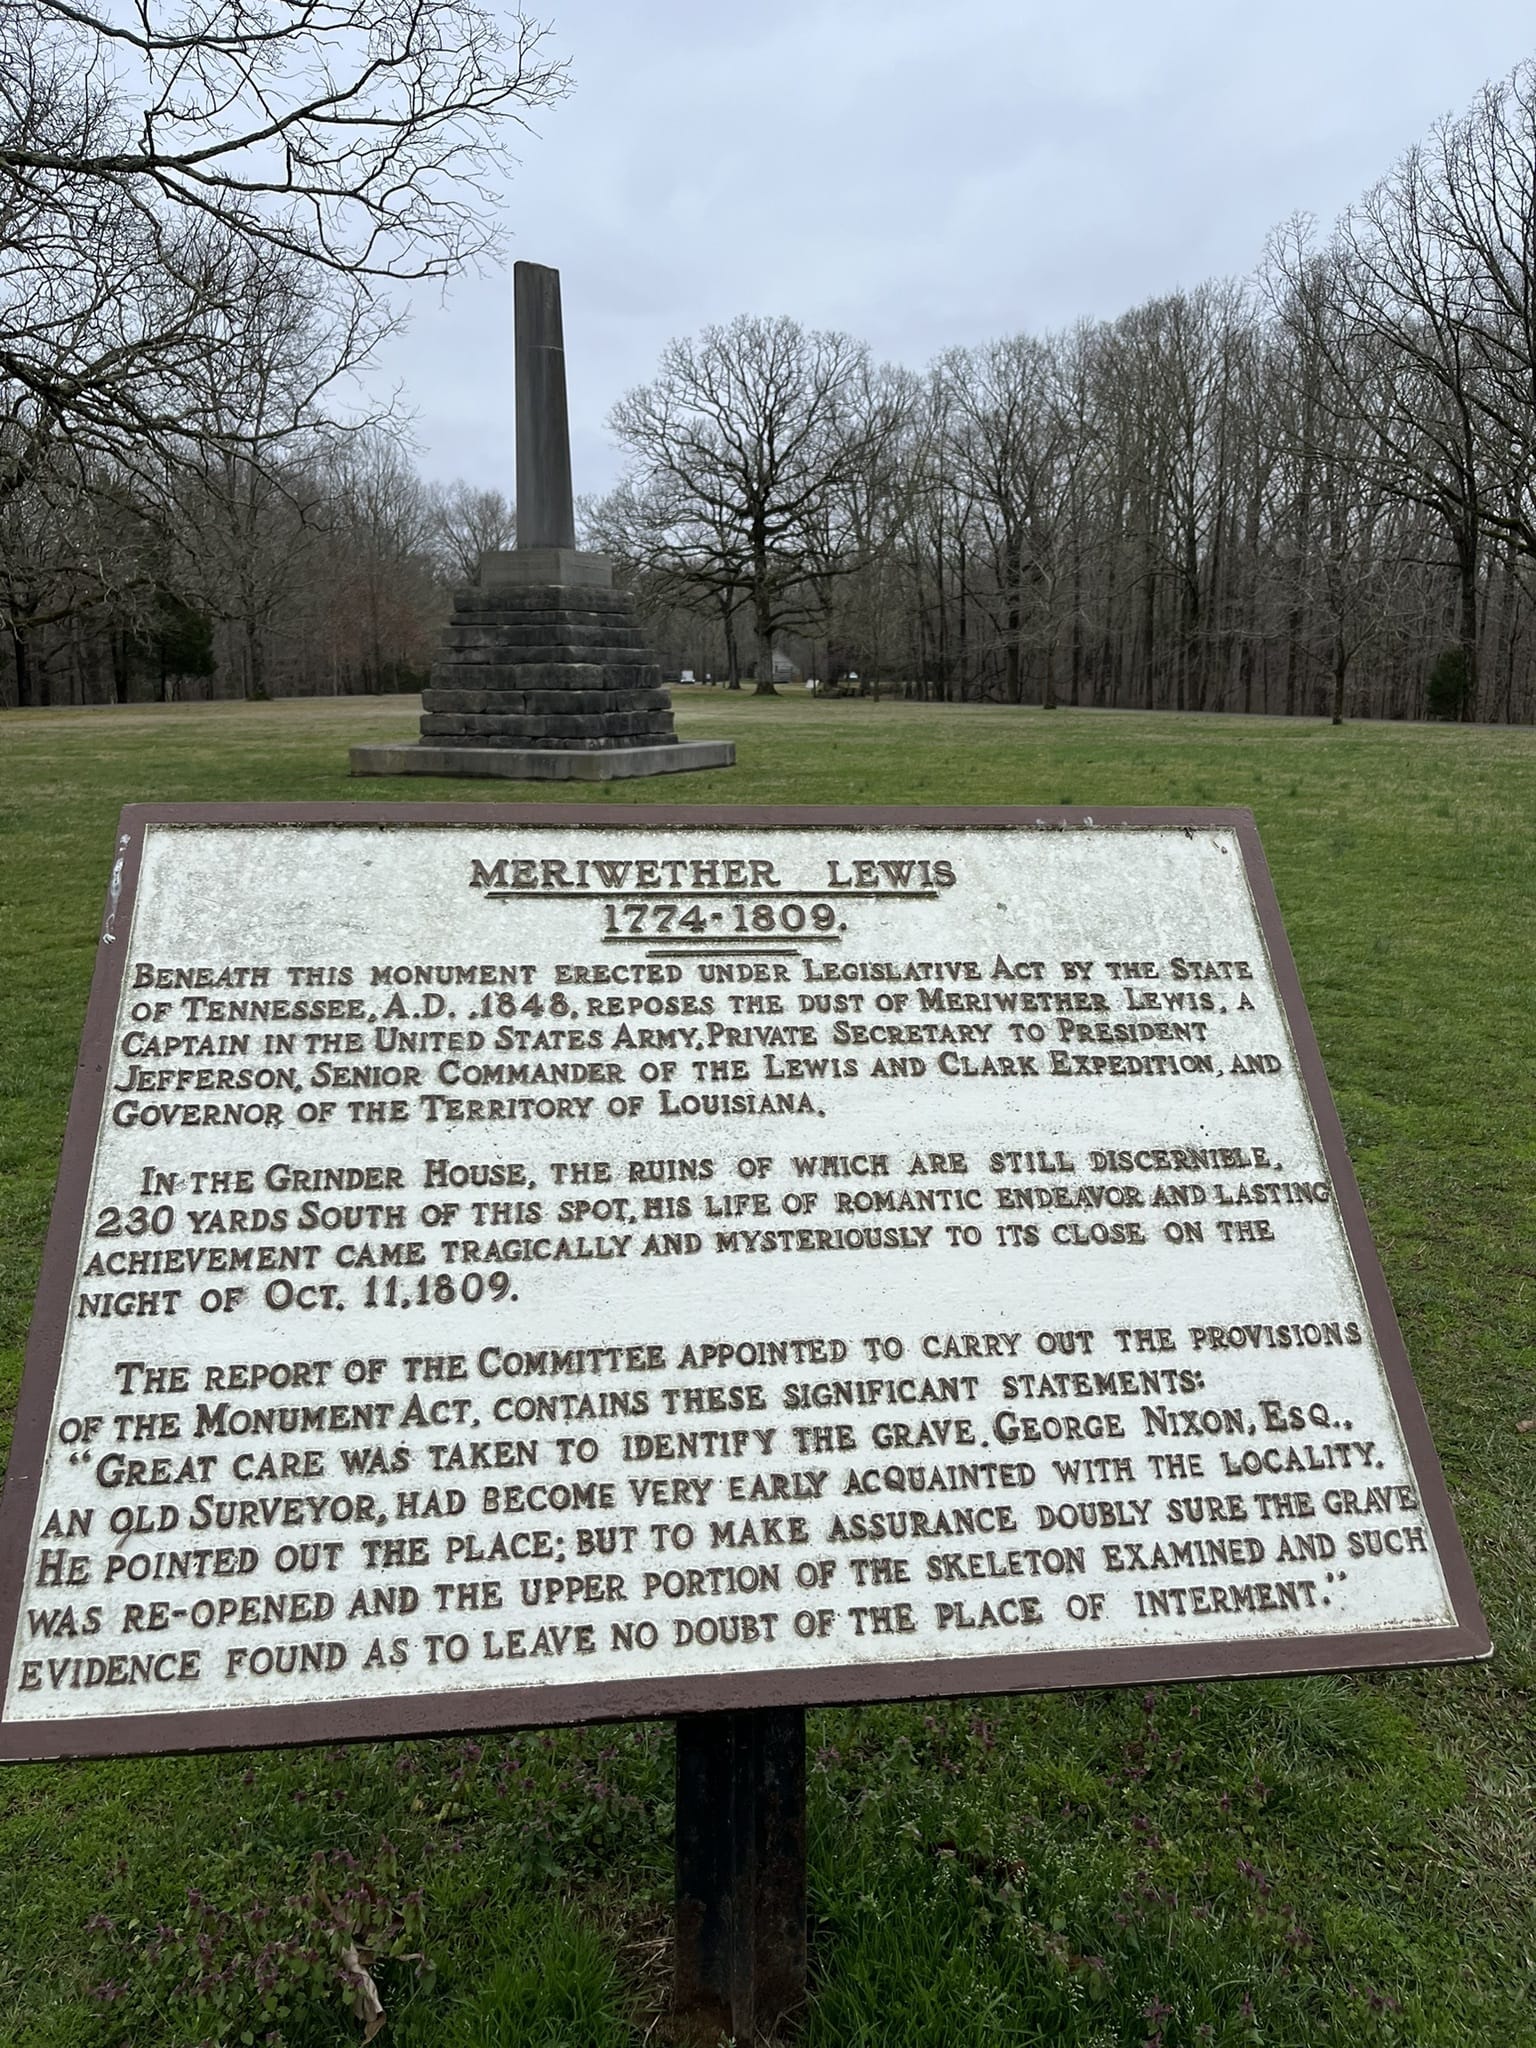 MERIWETHER LEWIS
1774-1809.
BENEATH THIS MONUMENT ERECTED UNDER LEGISLATIVE ACT BY THE STATE
OF TENNESSEE, A.D. .1848, REPOSES THE DUST OF MERIWETHER LEWIS, A
CAPTAIN IN THE UNITED STATES ARMY, PRIVATE SECRETARY TO PRESIDENT
JEFFERSON, SENIOR COMMANDER OF THE LEWIS AND CLARK EXPEDITION, AND
GOVERNOR OF THE TERRITORY OF LOUISIANA.
IN THE GRINDER HOUSE, THE RUINS OF WHICH ARE STILL DISCERNIBLE,
230 YARDS SOUTH OF THIS SPOT, HIS LIFE OF ROMANTIC ENDEAVOR AND LASTING
ACHIEVEMENT CAME TRAGICALLY AND MYSTERIOUSLY TO ITS CLOSE ON THE
NIGHT OF OCT. 11, 1809.
THE REPORT OF THE COMMITTEE APPOINTED TO CARRY OUT THE PROVISIONS
OF THE MONUMENT ACT, CONTAINS THESE SIGNIFICANT STATEMENTS:
"GREAT CARE WAS TAKEN TO IDENTIFY THE GRAVE. GEORGE NIXON, ESQ.,
AN OLD SURVEYOR, HAD BECOME VERY EARLY ACQUAINTED WITH THE LOCALITY.
HE POINTED OUT THE PLACE; BUT TO MAKE ASSURANCE DOUBLY SURE THE GRAVE
WAS RE-OPENED AND THE UPPER PORTION OF THE SKELETON EXAMINED AND SUCH
EVIDENCE FOUND AS TO LEAVE NO DOUBT OF THE PLACE OF INTERMENT."